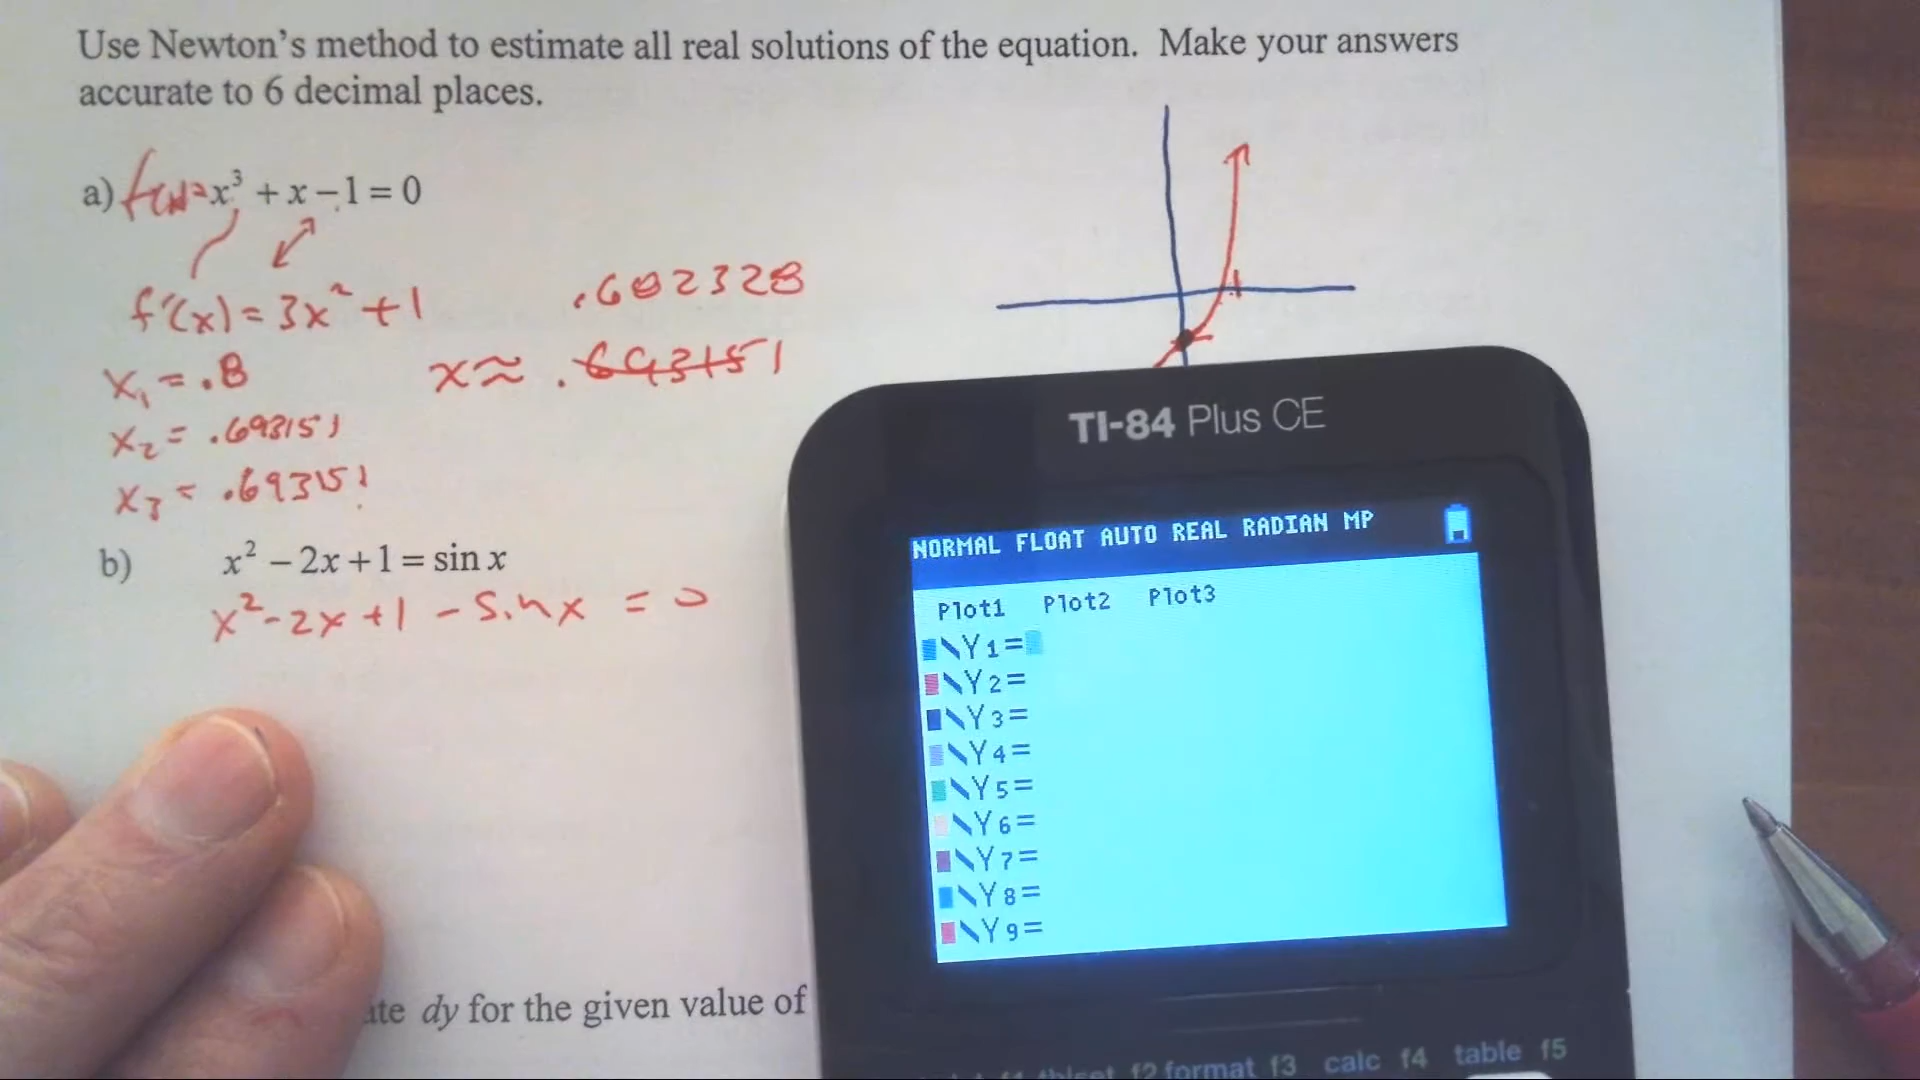 Use Newton's method to estimate all real solutions of the equation. Make your answers
accurate to 6 decimal places.
a) f(x)=x³ + x − 1 = 0
f'(x) = 3x² + 1
.682328
x₁ = .8
x ≈ .693151
x₂ = .693151
x₃ = .693151
b) x² − 2x + 1 = sin x
x² - 2x + 1 - sin x = 0
ate dy for the given value of
TI-84 Plus CE
NORMAL FLOAT AUTO REAL RADIAN MP
Plot1 Plot2 Plot3
\Y1=
\Y2=
\Y3=
\Y4=
\Y5=
\Y6=
\Y7=
\Y8=
\Y9=
tblset f2 format f3 calc f4 table f5